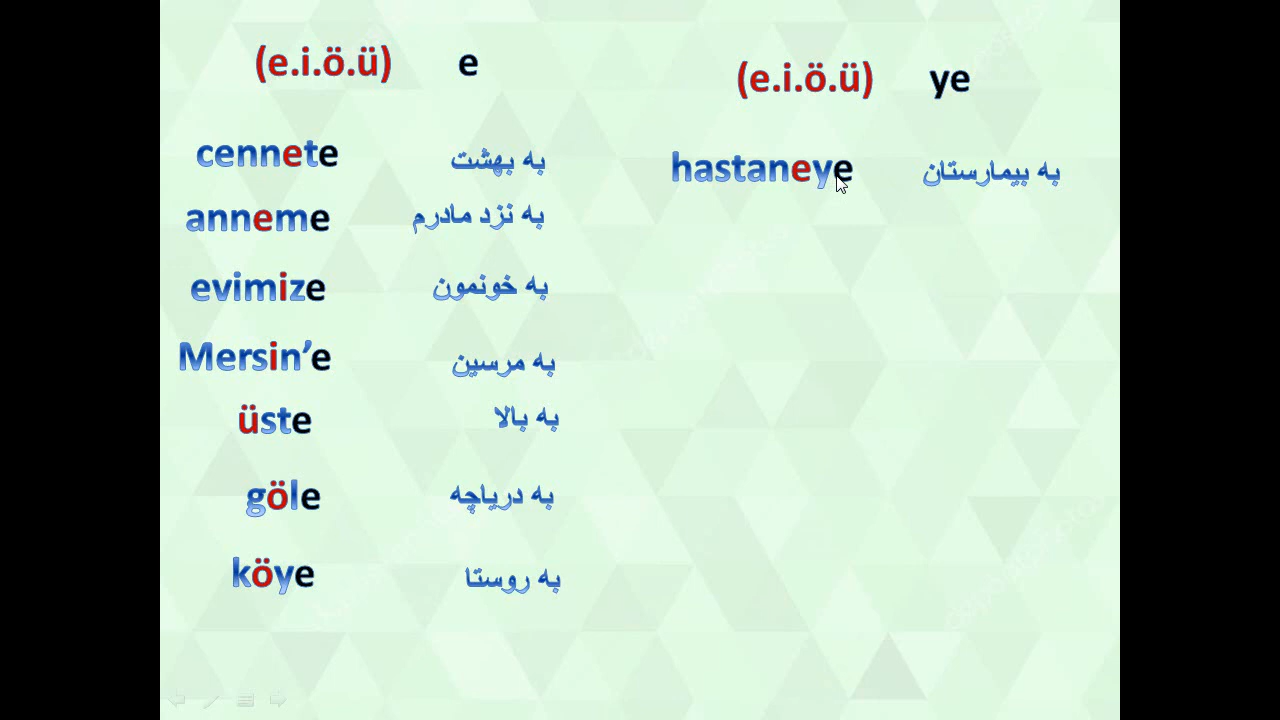 (e.i.ö.ü) e
cennete به بهشت
anneme به نزد مادرم
evimize به خونمون
Mersin’e به مرسین
üste به بالا
göle به دریاچه
köye به روستا
(e.i.ö.ü) ye
hastaneye به بیمارستان